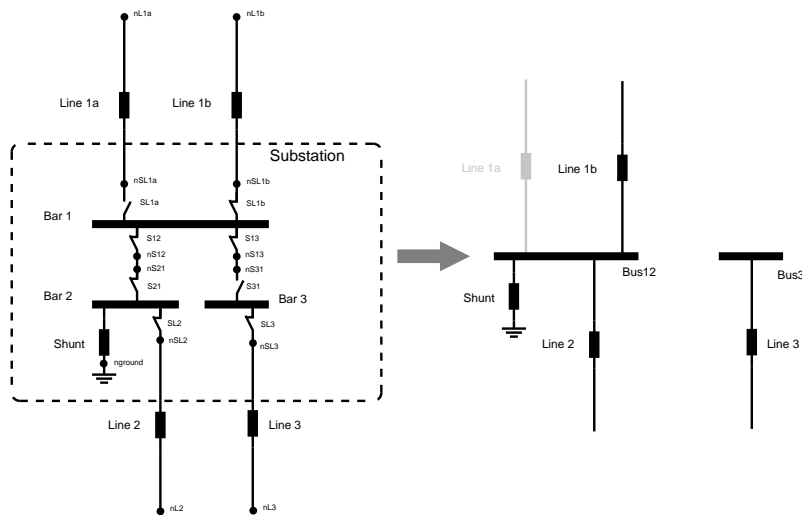 nL1a
nL1b
Line 1a
Line 1b
Substation
nSL1a
nSL1b
SL1a
SL1b
Bar 1
S12
S13
nS12
nS13
nS21
nS31
S21
S31
Bar 2
Bar 3
SL2
SL3
Shunt
nSL2
nSL3
nground
Line 2
Line 3
nL2
nL3
Line 1a
Line 1b
Bus12
Bus3
Shunt
Line 2
Line 3